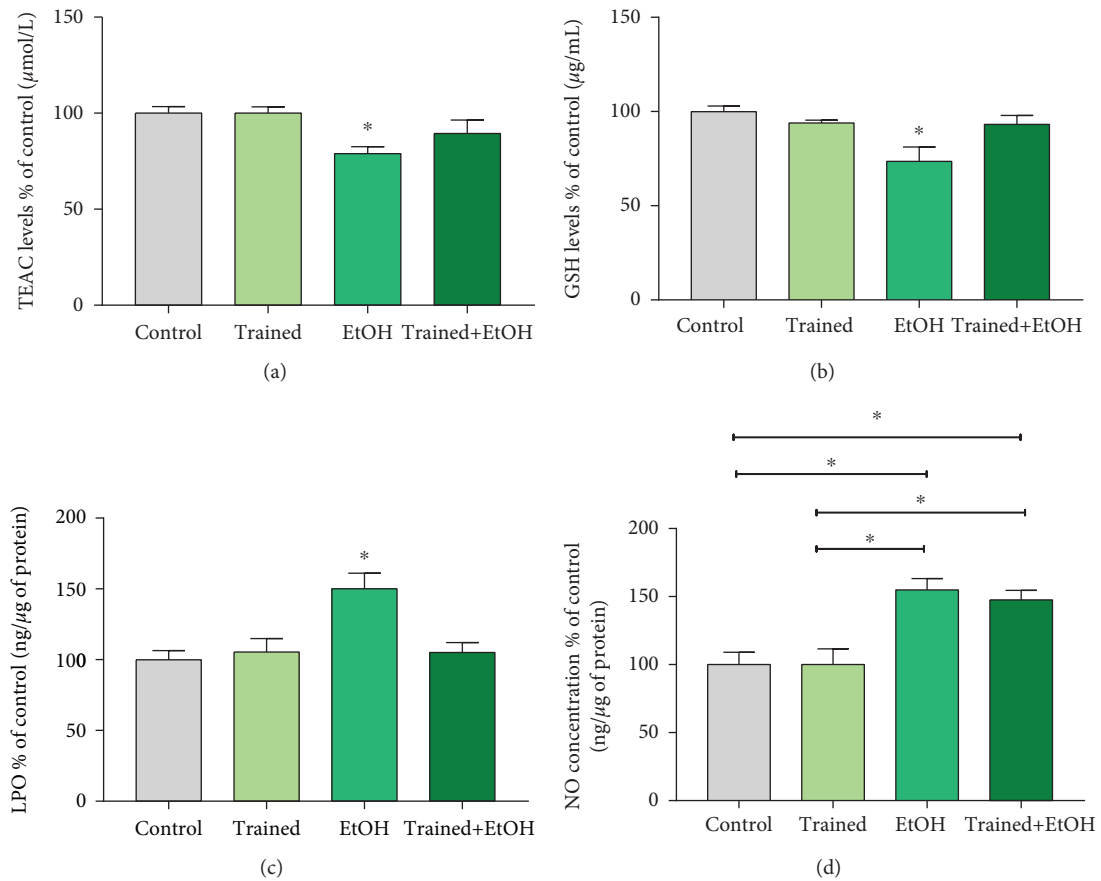 TEAC levels % of control (μmol/L)
150
100
50
0
*
Control
Trained
EtOH
Trained+EtOH
(a)
GSH levels % of control (μg/mL)
150
100
50
0
*
Control
Trained
EtOH
Trained+EtOH
(b)
LPO % of control (ng/μg of protein)
200
150
100
50
0
*
Control
Trained
EtOH
Trained+EtOH
(c)
*
*
*
*
NO concentration % of control
(ng/μg of protein)
200
150
100
50
0
Control
Trained
EtOH
Trained+EtOH
(d)